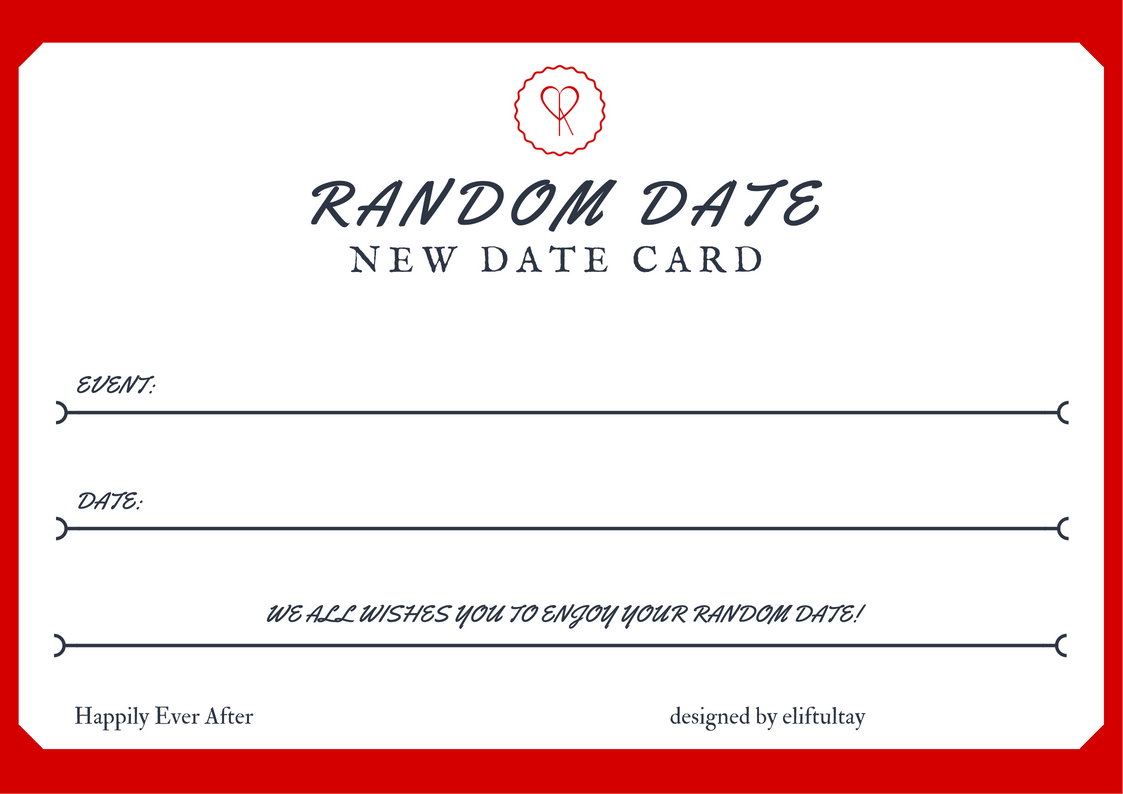 R
RANDOM DATE
NEW DATE CARD
EVENT:
DATE:
WE ALL WISHES YOU TO ENJOY YOUR RANDOM DATE!
Happily Ever After
designed by eliftultay